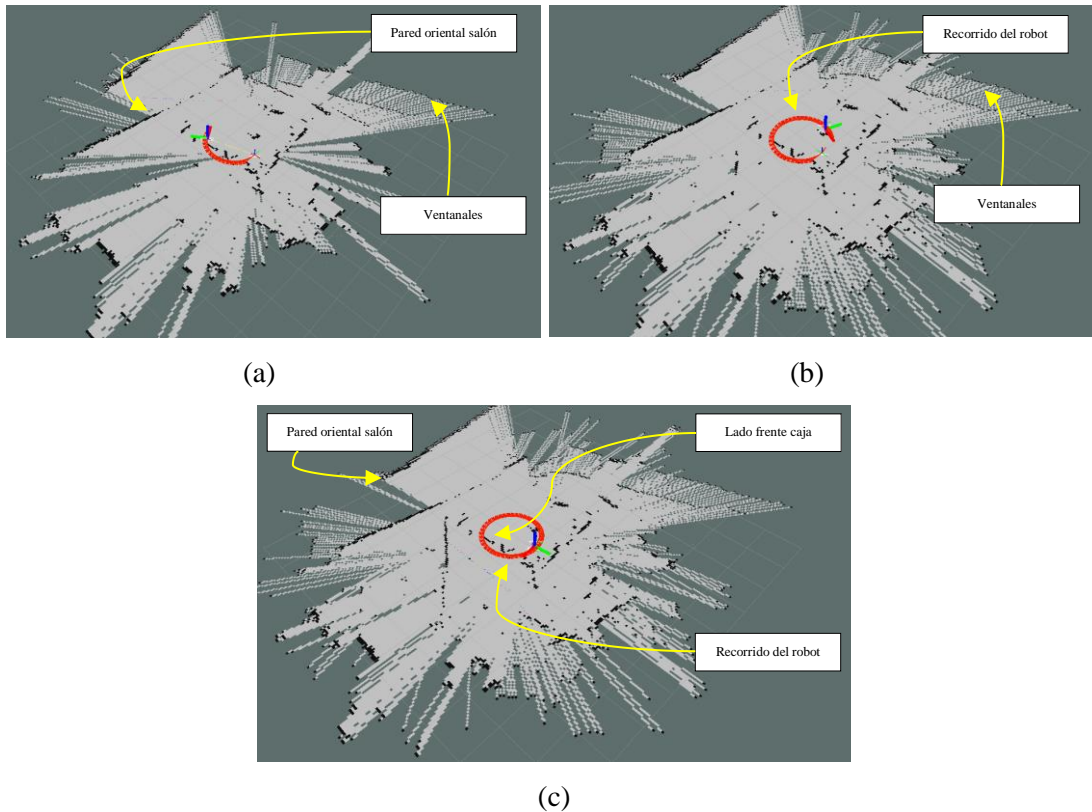 Pared oriental salón
Ventanales
(a)
Recorrido del robot
Ventanales
(b)
Pared oriental salón
Lado frente caja
Recorrido del robot
(c)